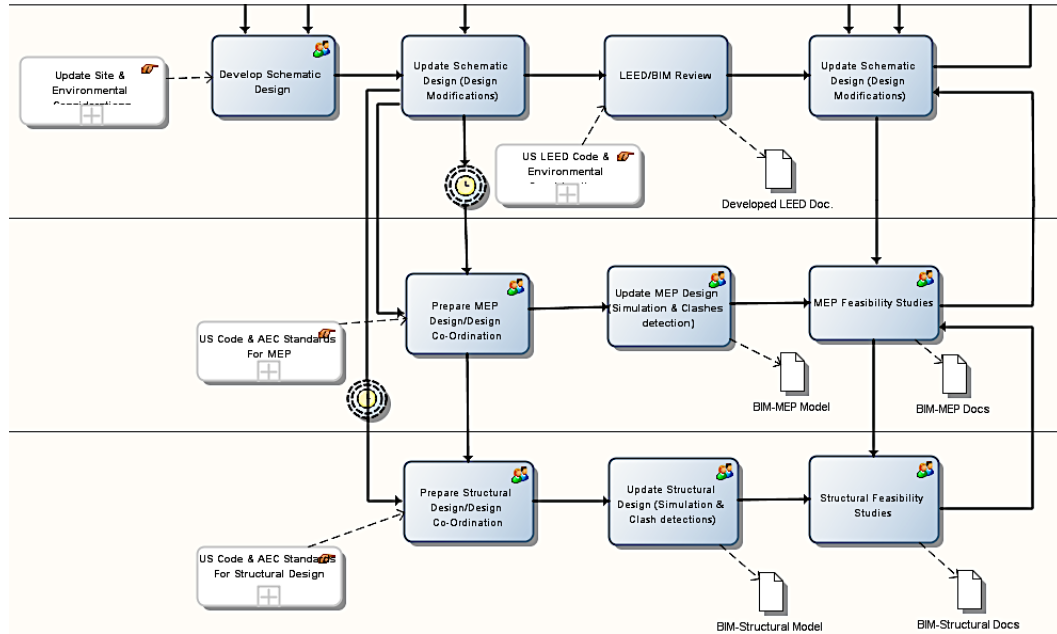 Update Site &
Environmental
Develop Schematic
Design
Update Schematic
Design (Design
Modifications)
LEED/BIM Review
Update Schematic
Design (Design
Modifications)
US LEED Code &
Environmental
Developed LEED Doc.
Prepare MEP
Design/Design
Co-Ordination
Update MEP Design
(Simulation & Clashes
detection)
MEP Feasibility Studies
US Code & AEC Standards
For MEP
BIM-MEP Model
BIM-MEP Docs
Prepare Structural
Design/Design
Co-Ordination
Update Structural
Design (Simulation &
Clash detections)
Structural Feasibility
Studies
US Code & AEC Standards
For Structural Design
BIM-Structural Model
BIM-Structural Docs